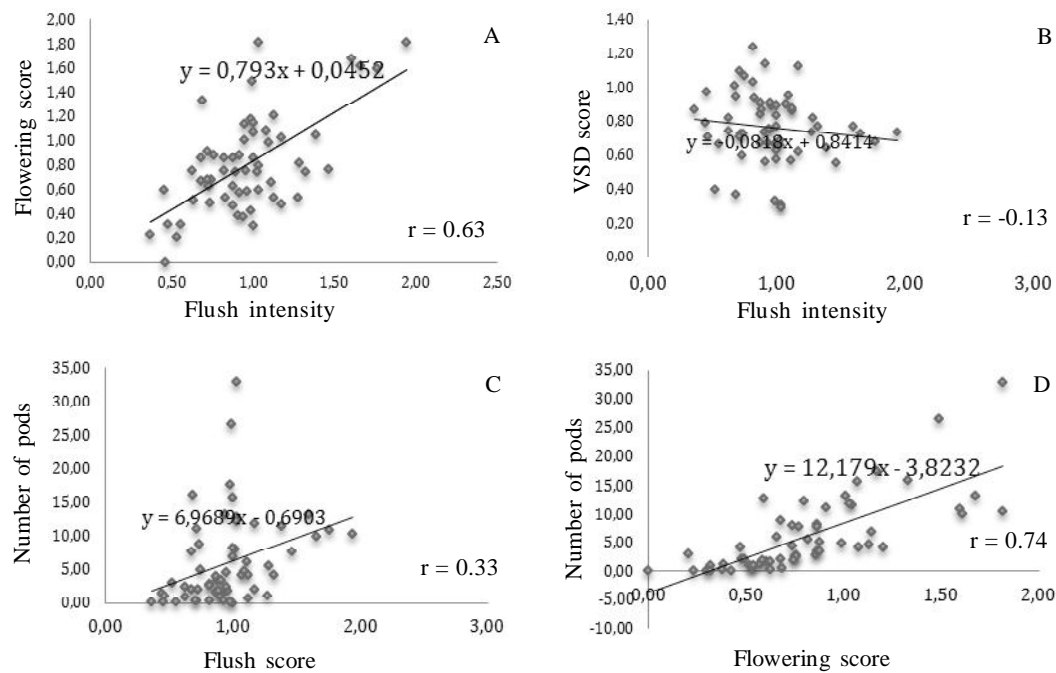 A
2,00
1,80
1,60
1,40
1,20
1,00
0,80
0,60
0,40
0,20
0,00
Flowering score
y = 0,793x + 0,0452
r = 0.63
0,00 0,50 1,00 1,50 2,00 2,50
Flush intensity
B
1,40
1,20
1,00
0,80
0,60
0,40
0,20
0,00
VSD score
y = -0,0818x + 0,8414
r = -0.13
0,00 1,00 2,00 3,00
Flush intensity
C
35,00
30,00
25,00
20,00
15,00
10,00
5,00
0,00
Number of pods
y = 6,9689x - 0,6903
r = 0.33
0,00 1,00 2,00 3,00
Flush score
D
35,00
30,00
25,00
20,00
15,00
10,00
5,00
0,00
-5,00
-10,00
Number of pods
y = 12,179x - 3,8232
r = 0.74
0,50 1,00 1,50 2,00
Flowering score